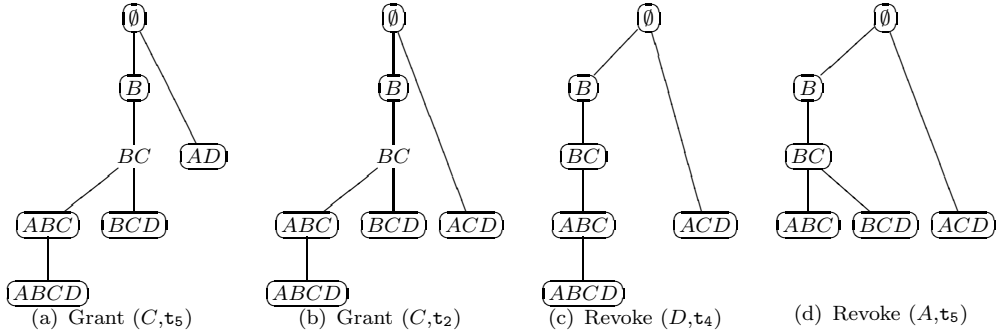 ∅ ∅ ∅ ∅
B B B B
BC AD BC BC BC
ABC BCD ABC BCD ACD ABC ACD ABC BCD ACD
ABCD ABCD ABCD
(a) Grant (C,t₅) (b) Grant (C,t₂) (c) Revoke (D,t₄) (d) Revoke (A,t₅)